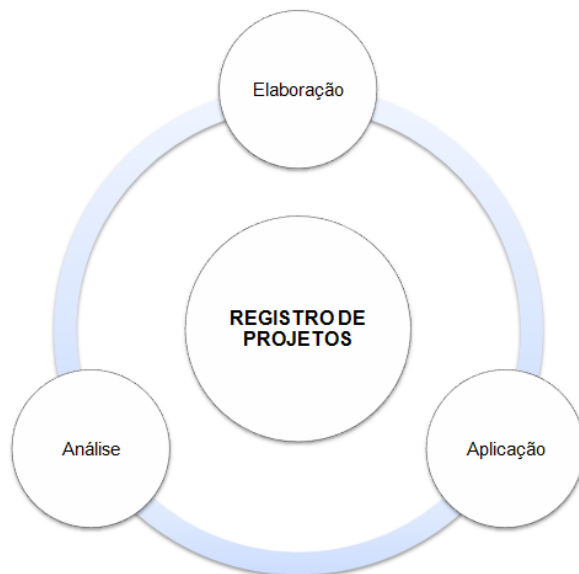 Elaboração
REGISTRO DE
PROJETOS
Análise
Aplicação